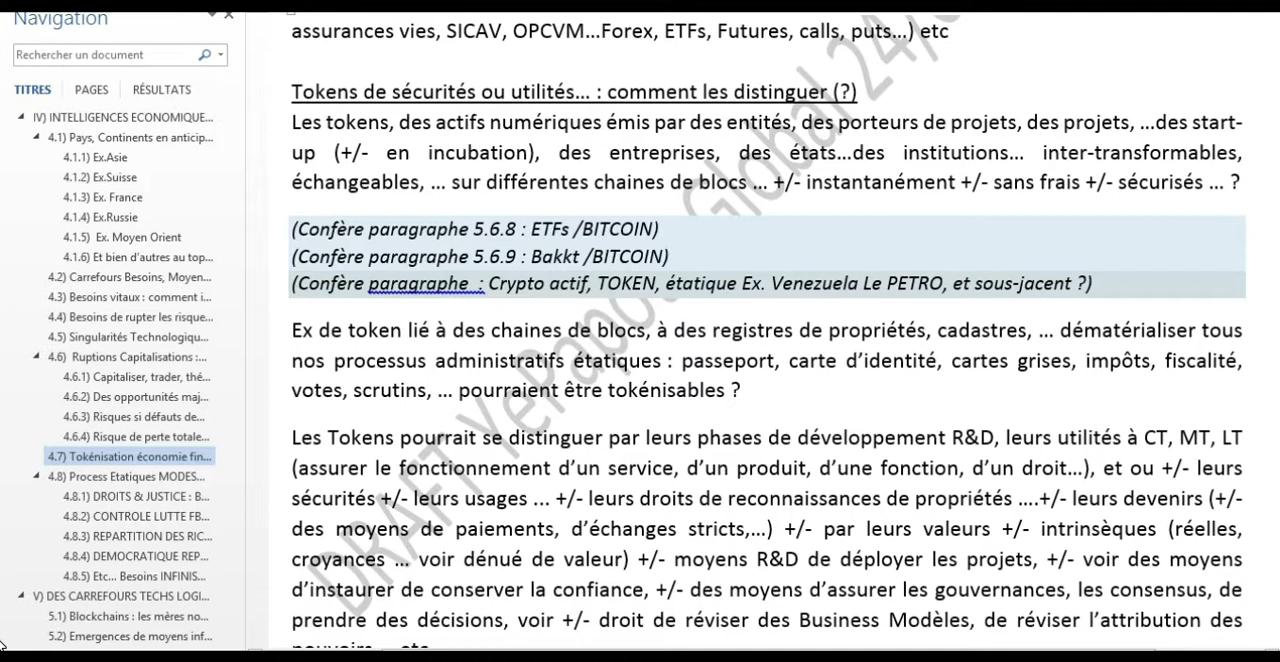 Navigation
Rechercher un document
TITRES PAGES RÉSULTATS
IV) INTELLIGENCES ECONOMIQUE...
4.1) Pays, Continents en anticip...
4.1.1) Ex.Asie
4.1.2) Ex.Suisse
4.1.3) Ex. France
4.1.4) Ex.Russie
4.1.5) Ex. Moyen Orient
4.1.6) Et bien d'autres au top...
4.2) Carrefours Besoins, Moyen...
4.3) Besoins vitaux : comment i...
4.4) Besoins de rupter les risque...
4.5) Singularités Technologiqu...
4.6) Ruptions Capitalisations :...
4.6.1) Capitaliser, trader, thé...
4.6.2) Des opportunités maj...
4.6.3) Risques si défauts de...
4.6.4) Risque de perte totale...
4.7) Tokénisation économie fin...
4.8) Process Etatiques MODES...
4.8.1) DROITS & JUSTICE : B...
4.8.2) CONTROLE LUTTE FB...
4.8.3) REPARTITION DES RIC...
4.8.4) DEMOCRATIQUE REP...
4.8.5) Etc... Besoins INFINIS...
V) DES CARREFOURS TECHS LOGI...
5.1) Blockchains : les mères no...
5.2) Emergences de moyens inf...
assurances vies, SICAV, OPCVM...Forex, ETFs, Futures, calls, puts...) etc
Tokens de sécurités ou utilités... : comment les distinguer (?)
Les tokens, des actifs numériques émis par des entités, des porteurs de projets, des projets, ...des start-
up (+/- en incubation), des entreprises, des états...des institutions... inter-transformables,
échangeables, ... sur différentes chaines de blocs ... +/- instantanément +/- sans frais +/- sécurisés ... ?
(Confère paragraphe 5.6.8 : ETFs /BITCOIN)
(Confère paragraphe 5.6.9 : Bakkt /BITCOIN)
(Confère paragraphe : Crypto actif, TOKEN, étatique Ex. Venezuela Le PETRO, et sous-jacent ?)
Ex de token lié à des chaines de blocs, à des registres de propriétés, cadastres, ... dématérialiser tous
nos processus administratifs étatiques : passeport, carte d'identité, cartes grises, impôts, fiscalité,
votes, scrutins, ... pourraient être tokénisables ?
Les Tokens pourrait se distinguer par leurs phases de développement R&D, leurs utilités à CT, MT, LT
(assurer le fonctionnement d'un service, d'un produit, d'une fonction, d'un droit...), et ou +/- leurs
sécurités +/- leurs usages ... +/- leurs droits de reconnaissances de propriétés ....+/- leurs devenirs (+/-
des moyens de paiements, d'échanges stricts,...) +/- par leurs valeurs +/- intrinsèques (réelles,
croyances ... voir dénué de valeur) +/- moyens R&D de déployer les projets, +/- voir des moyens
d'instaurer de conserver la confiance, +/- des moyens d'assurer les gouvernances, les consensus, de
prendre des décisions, voir +/- droit de réviser des Business Modèles, de réviser l'attribution des
DRAFT YePapou Global 24/